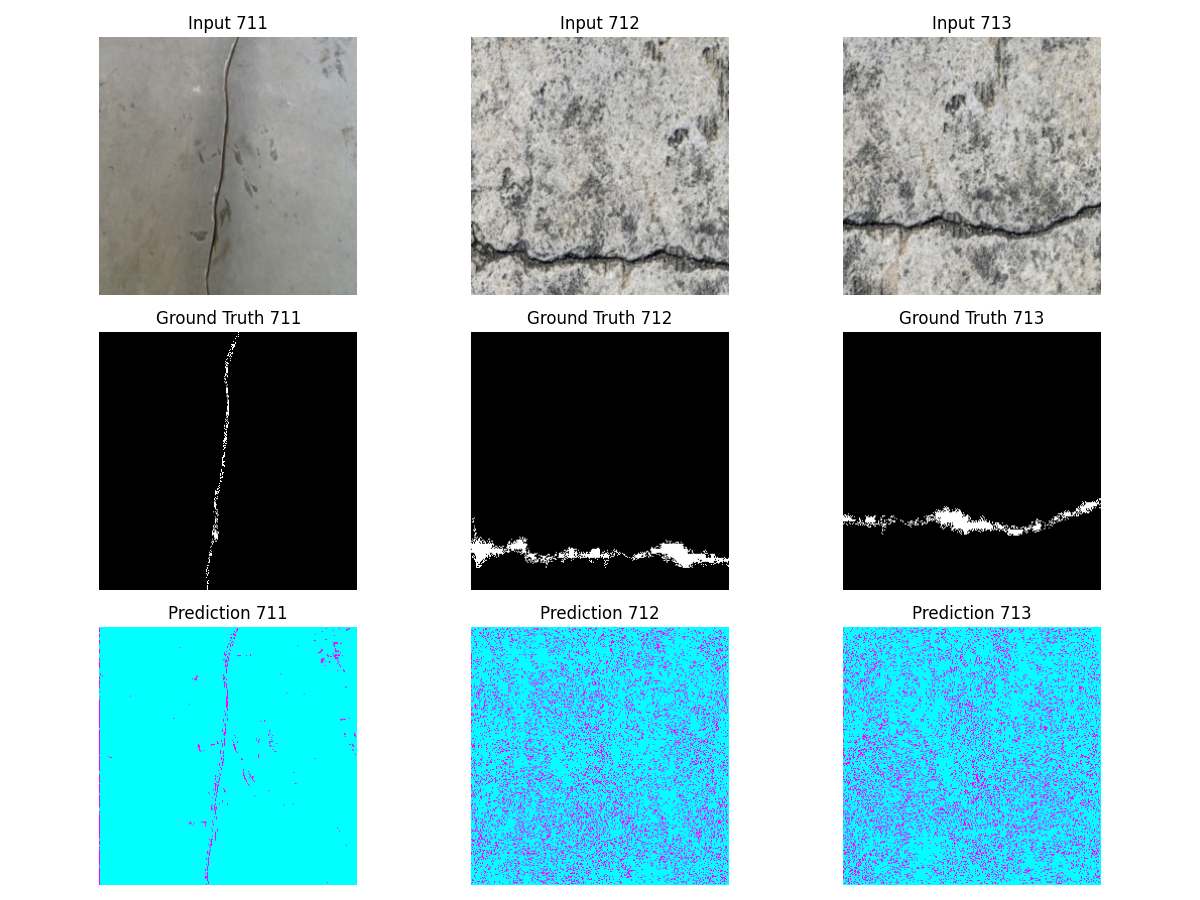 Input 711
Input 712
Input 713
Ground Truth 711
Ground Truth 712
Ground Truth 713
Prediction 711
Prediction 712
Prediction 713